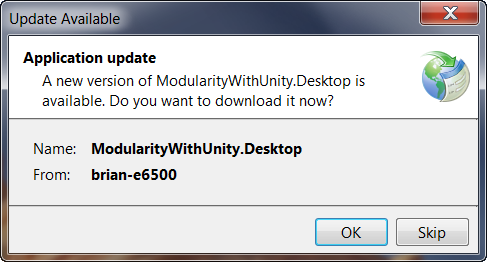 Update Available
Application update
A new version of ModularityWithUnity.Desktop is
available. Do you want to download it now?
Name: ModularityWithUnity.Desktop
From: brian-e6500
OK Skip